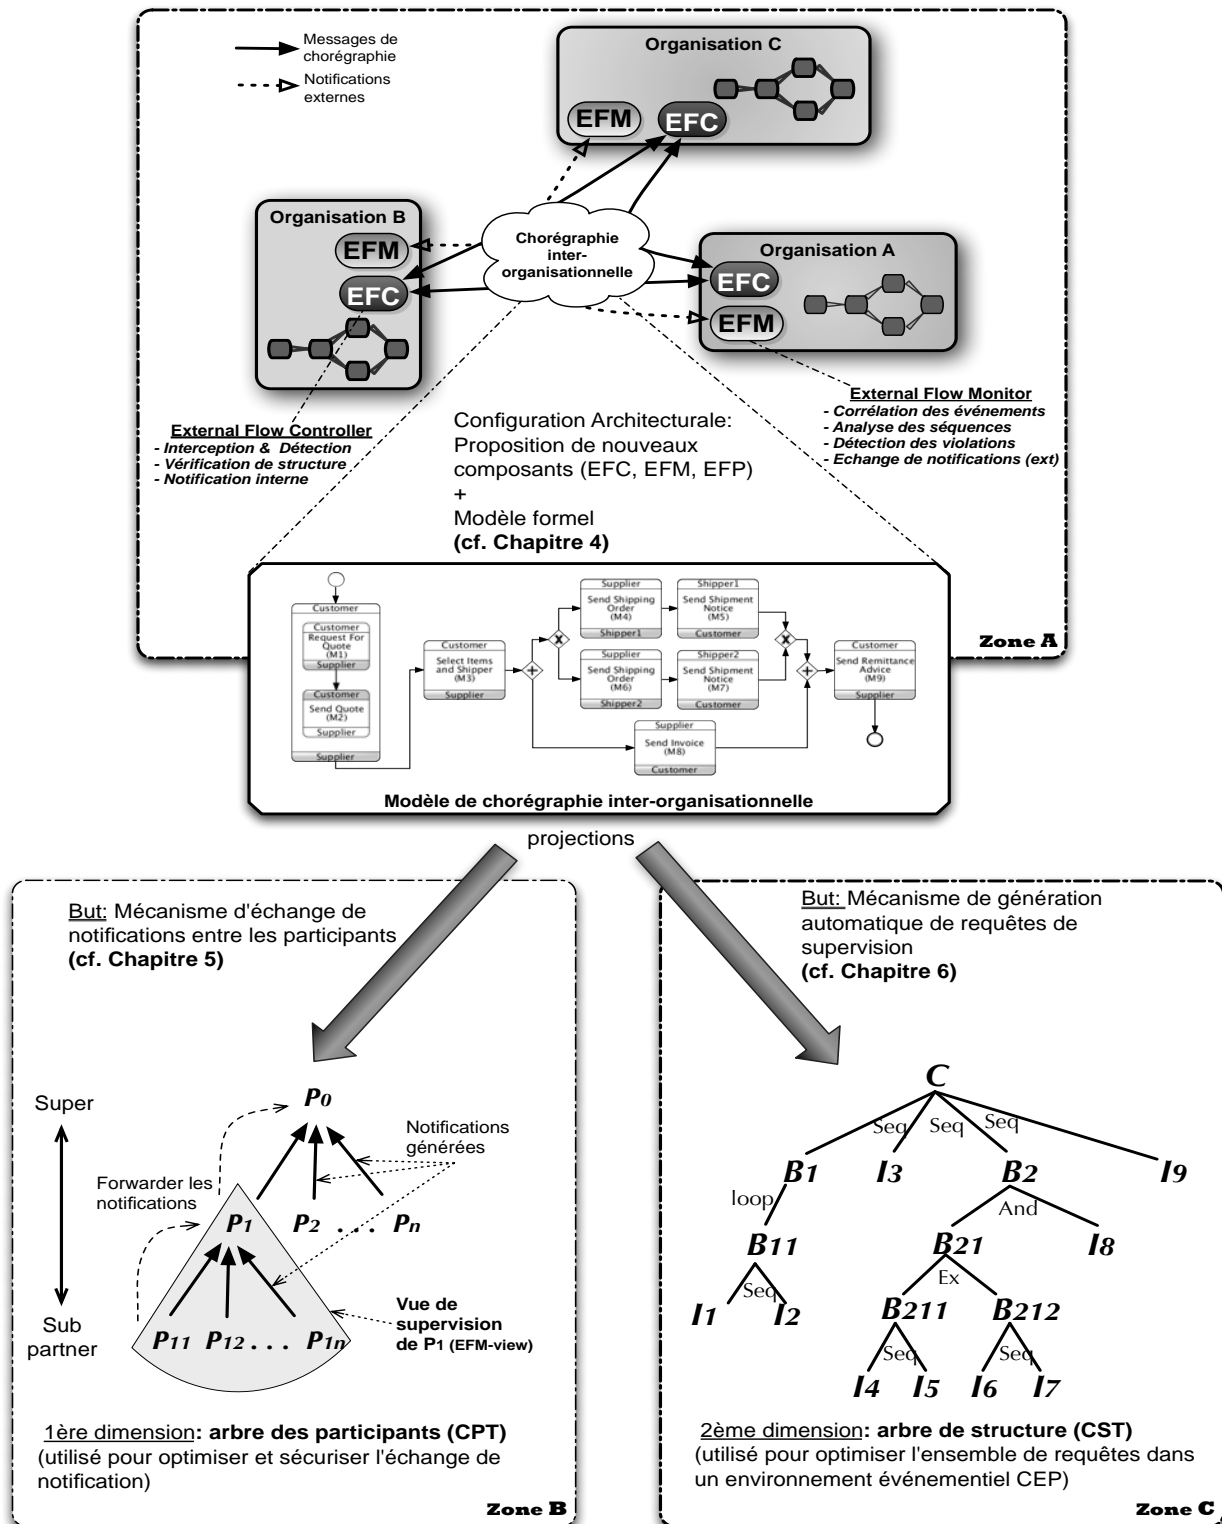 Messages de
chorégraphie
Notifications
externes
Organisation C
EFM
EFC
Organisation B
EFM
EFC
Chorégraphie
inter-
organisationnelle
Organisation A
EFC
EFM
External Flow Controller
- Interception & Détection
- Vérification de structure
- Notification interne
External Flow Monitor
- Corrélation des événements
- Analyse des séquences
- Détection des violations
- Echange de notifications (ext)
Configuration Architecturale:
Proposition de nouveaux
composants (EFC, EFM, EFP)
+
Modèle formel
(cf. Chapitre 4)
Zone A
Customer
Customer
Request For
Quote
(M1)
Supplier
Customer
Send Quote
(M2)
Supplier
Supplier
Customer
Select Items
and Shipper
(M3)
Supplier
+
X
Supplier
Send Shipping
Order
(M4)
Shipper1
Shipper1
Send Shipment
Notice
(M5)
Customer
Supplier
Send Shipping
Order
(M6)
Shipper2
Shipper2
Send Shipment
Notice
(M7)
Customer
X
+
Supplier
Send Invoice
(M8)
Customer
Customer
Send Remittance
Advice
(M9)
Supplier
Modèle de chorégraphie inter-organisationnelle
projections
But: Mécanisme d'échange de
notifications entre les participants
(cf. Chapitre 5)
Super
Sub
partner
Forwarder les
notifications
Notifications
générées
P0
P1
P2 . . . Pn
P11 P12 . . . P1n
Vue de
supervision
de P1 (EFM-view)
1ère dimension: arbre des participants (CPT)
(utilisé pour optimiser et sécuriser l'échange de
notification)
Zone B
But: Mécanisme de génération
automatique de requêtes de
supervision
(cf. Chapitre 6)
C
Seq Seq Seq
B1 I3 B2 I9
loop And
B11 B21 I8
Seq Ex
I1 I2 B211 B212
Seq Seq
I4 I5 I6 I7
2ème dimension: arbre de structure (CST)
(utilisé pour optimiser l'ensemble de requêtes dans
un environnement événementiel CEP)
Zone C